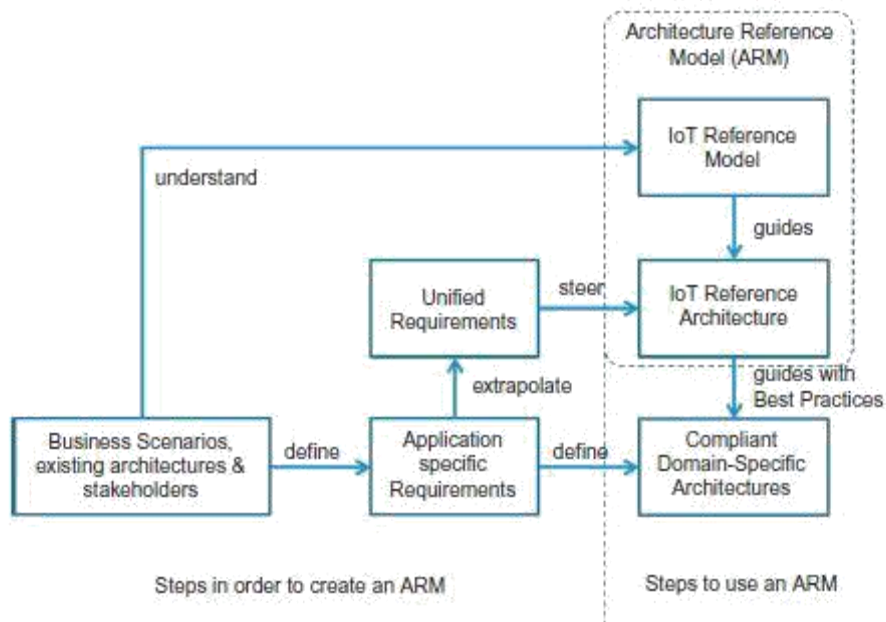 Architecture Reference
Model (ARM)
IoT Reference
Model
understand
guides
Unified
Requirements
steer
IoT Reference
Architecture
extrapolate
guides with
Best Practices
Business Scenarios,
existing architectures &
stakeholders
define
Application
specific
Requirements
define
Compliant
Domain-Specific
Architectures
Steps in order to create an ARM
Steps to use an ARM